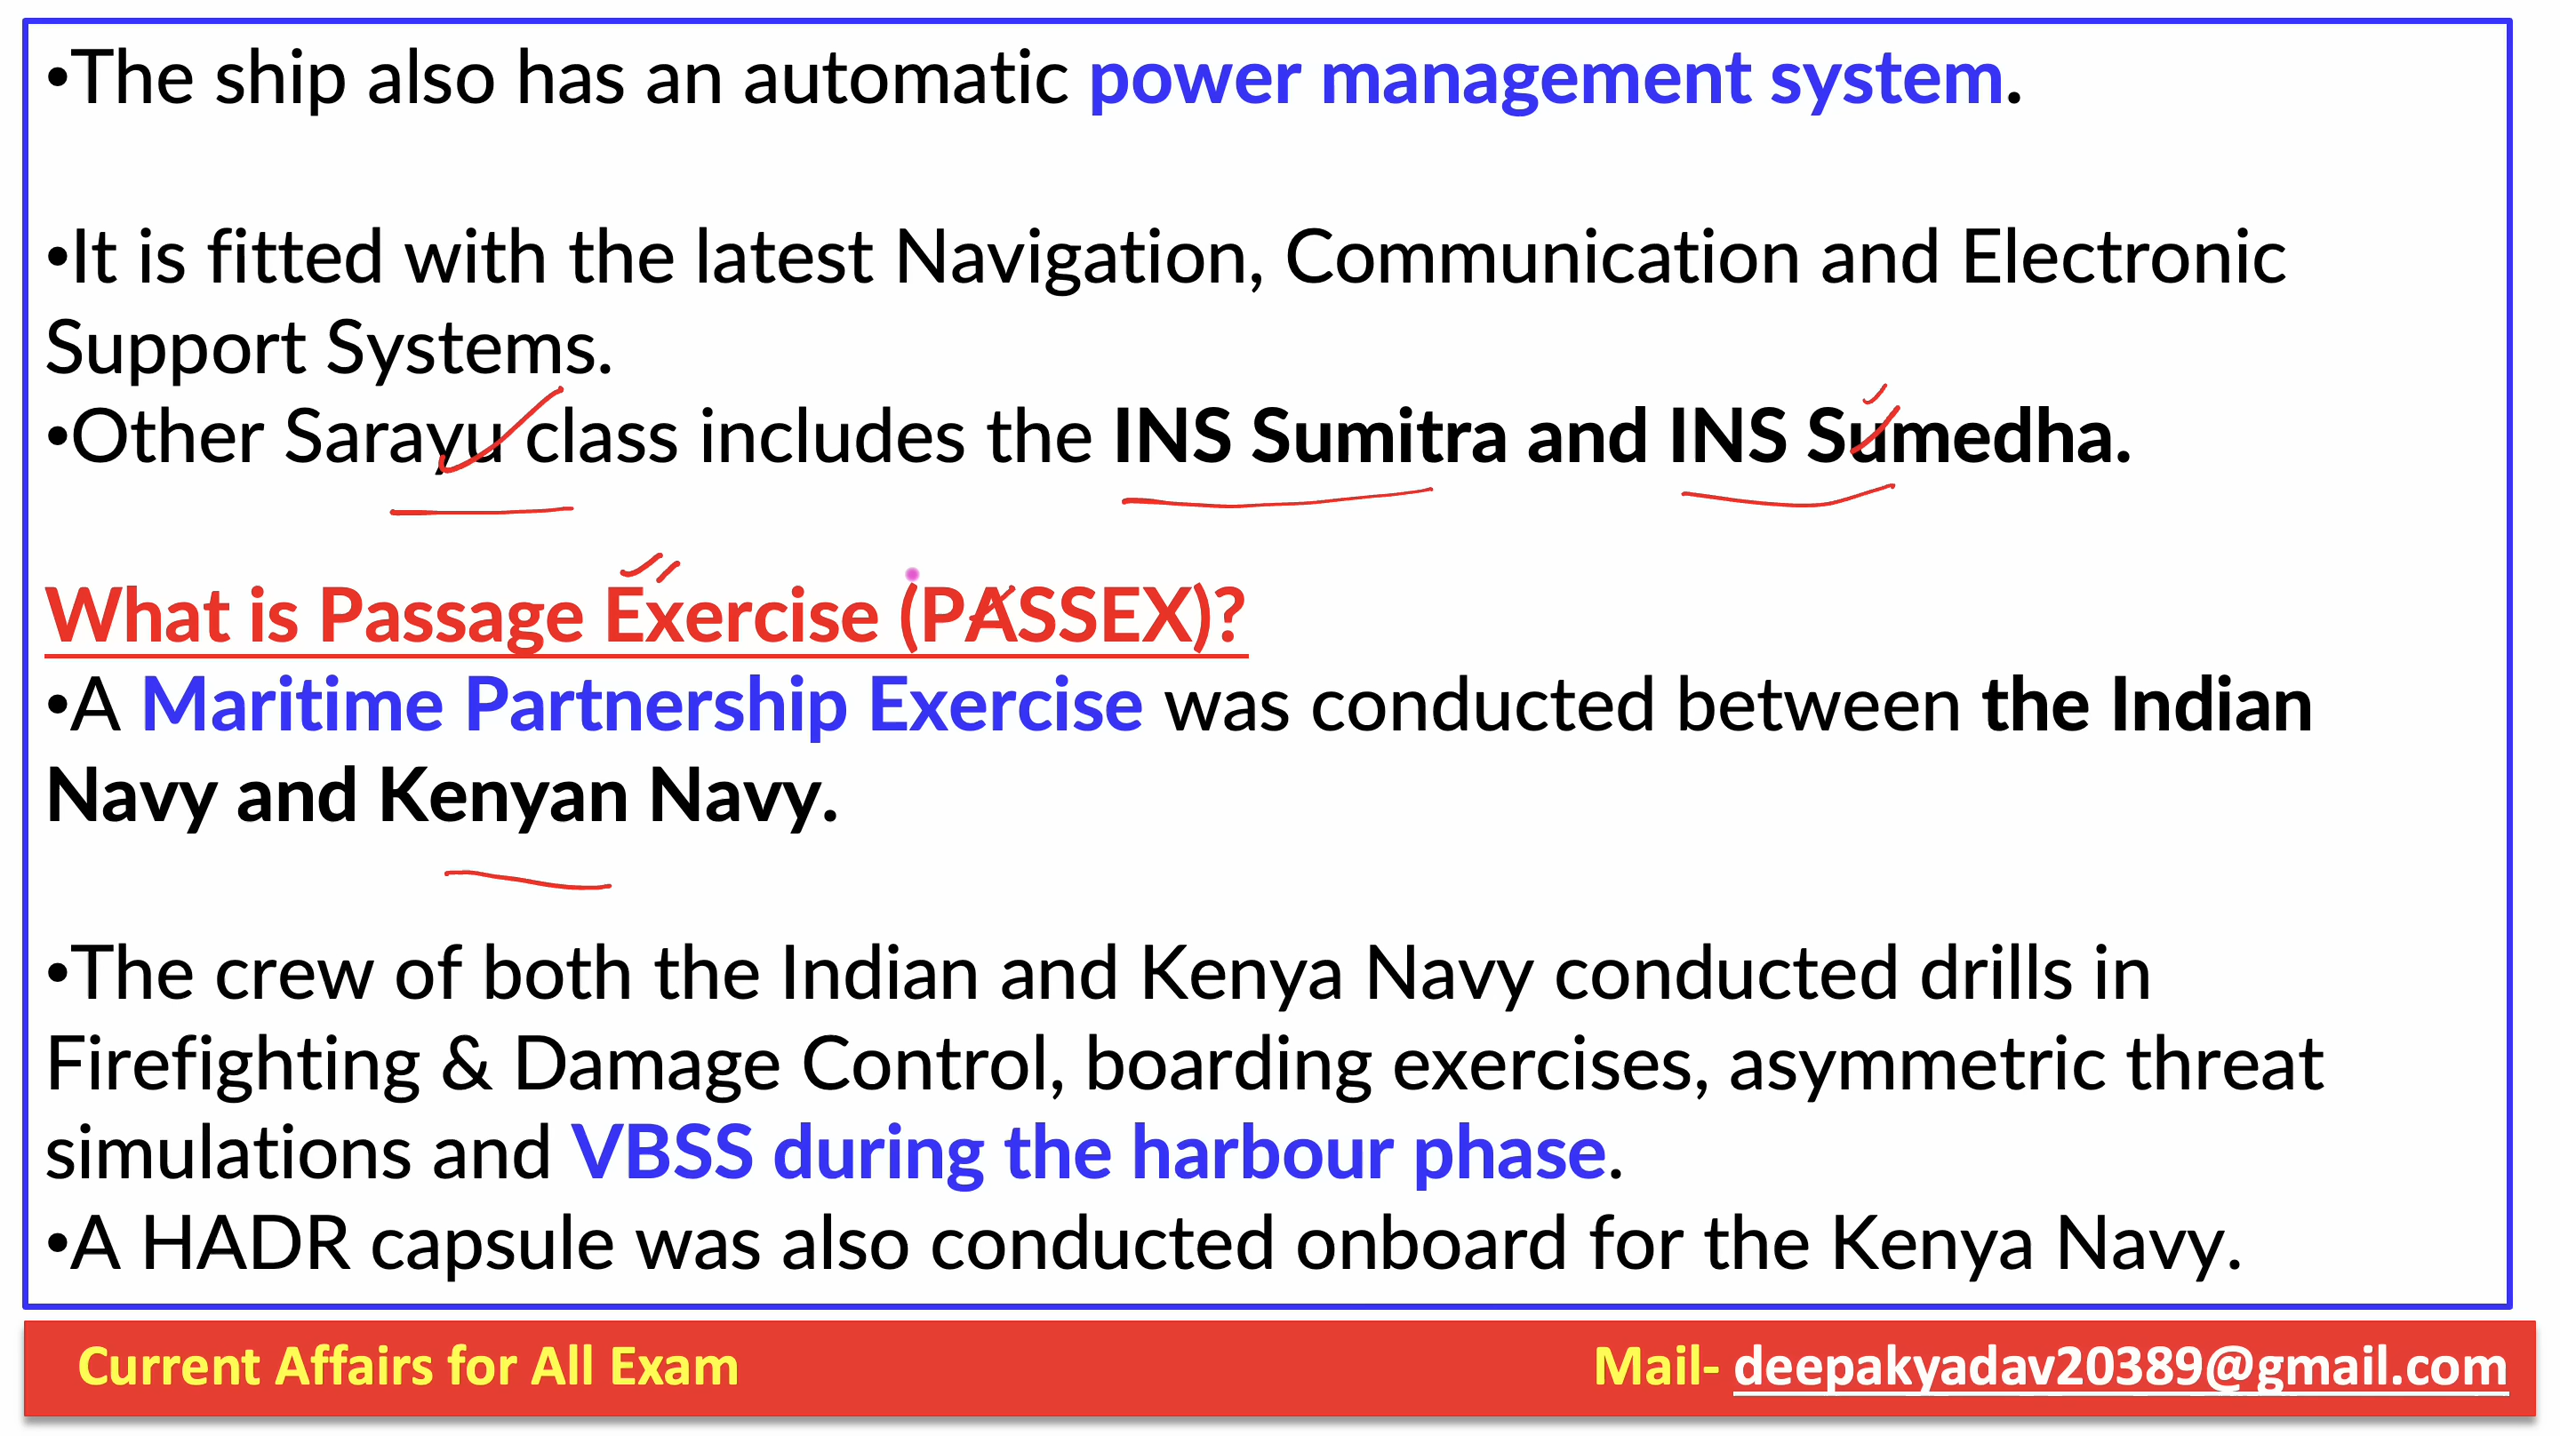 •The ship also has an automatic power management system.
•It is fitted with the latest Navigation, Communication and Electronic
Support Systems.
•Other Sarayu class includes the INS Sumitra and INS Sumedha.
What is Passage Exercise (PASSEX)?
•A Maritime Partnership Exercise was conducted between the Indian
Navy and Kenyan Navy.
•The crew of both the Indian and Kenya Navy conducted drills in
Firefighting & Damage Control, boarding exercises, asymmetric threat
simulations and VBSS during the harbour phase.
•A HADR capsule was also conducted onboard for the Kenya Navy.
Current Affairs for All Exam Mail- deepakyadav20389@gmail.com